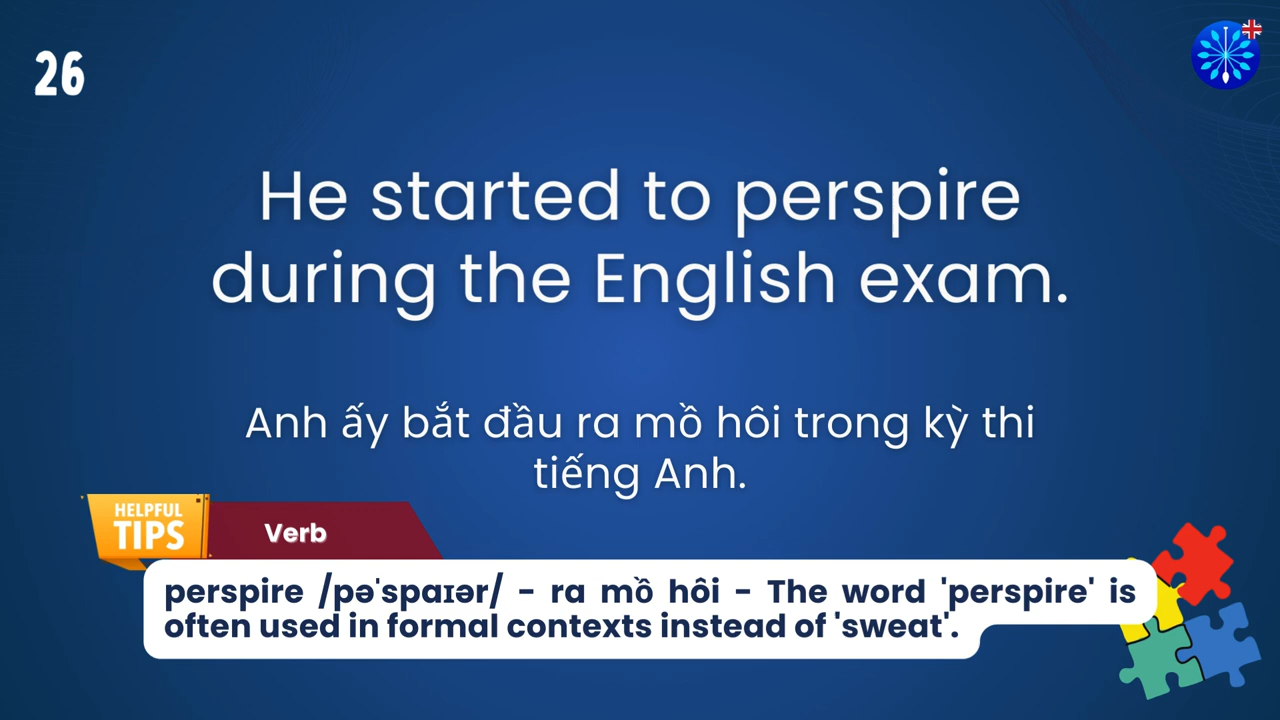 26
He started to perspire
during the English exam.
Anh ấy bắt đầu ra mồ hôi trong kỳ thi
tiếng Anh.
HELPFUL
TIPS
Verb
perspire /pəˈspaɪər/ - ra mồ hôi - The word 'perspire' is
often used in formal contexts instead of 'sweat'.